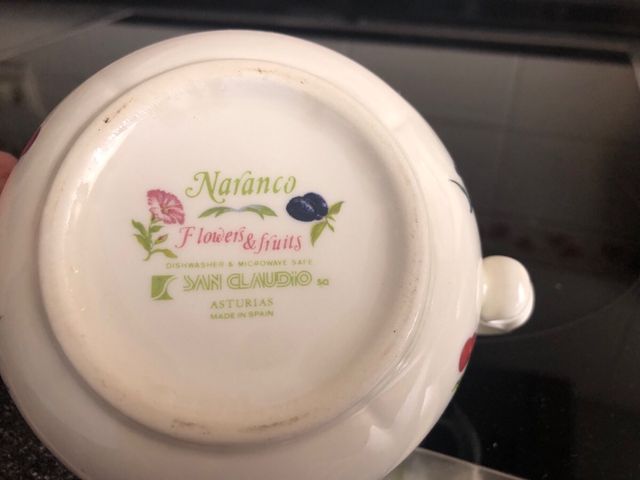 Naranco
Flowers & fruits
DISHWASHER & MICROWAVE SAFE
SAN CLAUDIO SA
ASTURIAS
MADE IN SPAIN